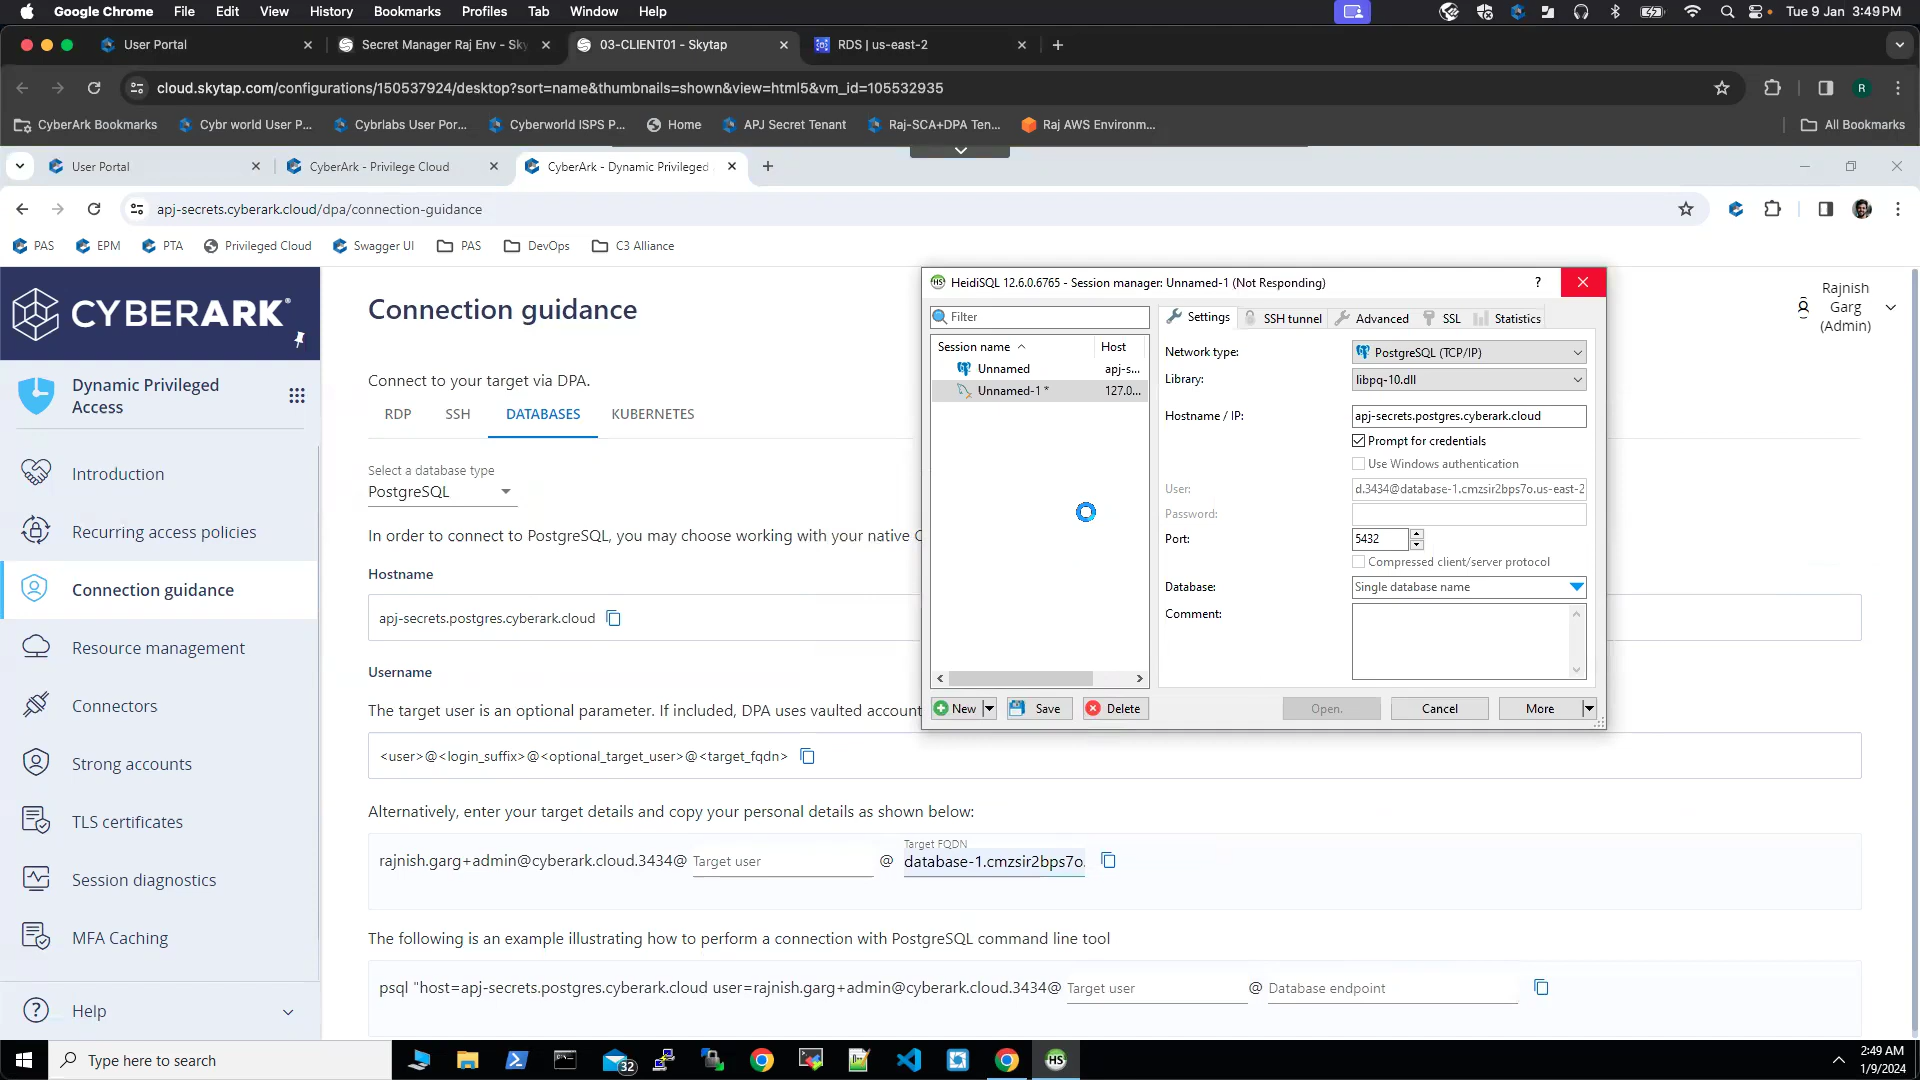 Google Chrome File Edit View History Bookmarks Profiles Tab Window Help Tue 9 Jan 3:49 PM
User Portal Secret Manager Raj Env - Sky 03-CLIENT01 - Skytap RDS | us-east-2
cloud.skytap.com/configurations/150537924/desktop?sort=name&thumbnails=shown&view=html5&vm_id=105532935 R
CyberArk Bookmarks Cybr world User P... Cybrlabs User Por... Cyberworld ISPS P... Home APJ Secret Tenant Raj-SCA+DPA Ten... Raj AWS Environm... All Bookmarks
User Portal CyberArk - Privilege Cloud CyberArk - Dynamic Privileged
apj-secrets.cyberark.cloud/dpa/connection-guidance
PAS EPM PTA Privileged Cloud Swagger UI PAS DevOps C3 Alliance
CYBERARK®
Dynamic Privileged
Access
Introduction
Recurring access policies
Connection guidance
Resource management
Connectors
Strong accounts
TLS certificates
Session diagnostics
MFA Caching
Help
Connection guidance
Rajnish
Garg
(Admin)
Connect to your target via DPA.
RDP SSH DATABASES KUBERNETES
Select a database type
PostgreSQL
In order to connect to PostgreSQL, you may choose working with your native C
Hostname
apj-secrets.postgres.cyberark.cloud
Username
The target user is an optional parameter. If included, DPA uses vaulted account
<user>@<login_suffix>@<optional_target_user>@<target_fqdn>
Alternatively, enter your target details and copy your personal details as shown below:
Target FQDN
rajnish.garg+admin@cyberark.cloud.3434@ Target user @ database-1.cmzsir2bps7o.
The following is an example illustrating how to perform a connection with PostgreSQL command line tool
psql "host=apj-secrets.postgres.cyberark.cloud user=rajnish.garg+admin@cyberark.cloud.3434@ Target user @ Database endpoint
HS HeidiSQL 12.6.0.6765 - Session manager: Unnamed-1 (Not Responding) ?
Filter
Session name Host
Unnamed apj-s...
Unnamed-1 * 127.0...
New Save Delete
Settings SSH tunnel Advanced SSL Statistics
Network type: PostgreSQL (TCP/IP)
Library: libpq-10.dll
Hostname / IP: apj-secrets.postgres.cyberark.cloud
Prompt for credentials
Use Windows authentication
User: d.3434@database-1.cmzsir2bps7o.us-east-2
Password:
Port: 5432
Compressed client/server protocol
Database: Single database name
Comment:
Open. Cancel More
Type here to search 32 HS
2:49 AM
1/9/2024